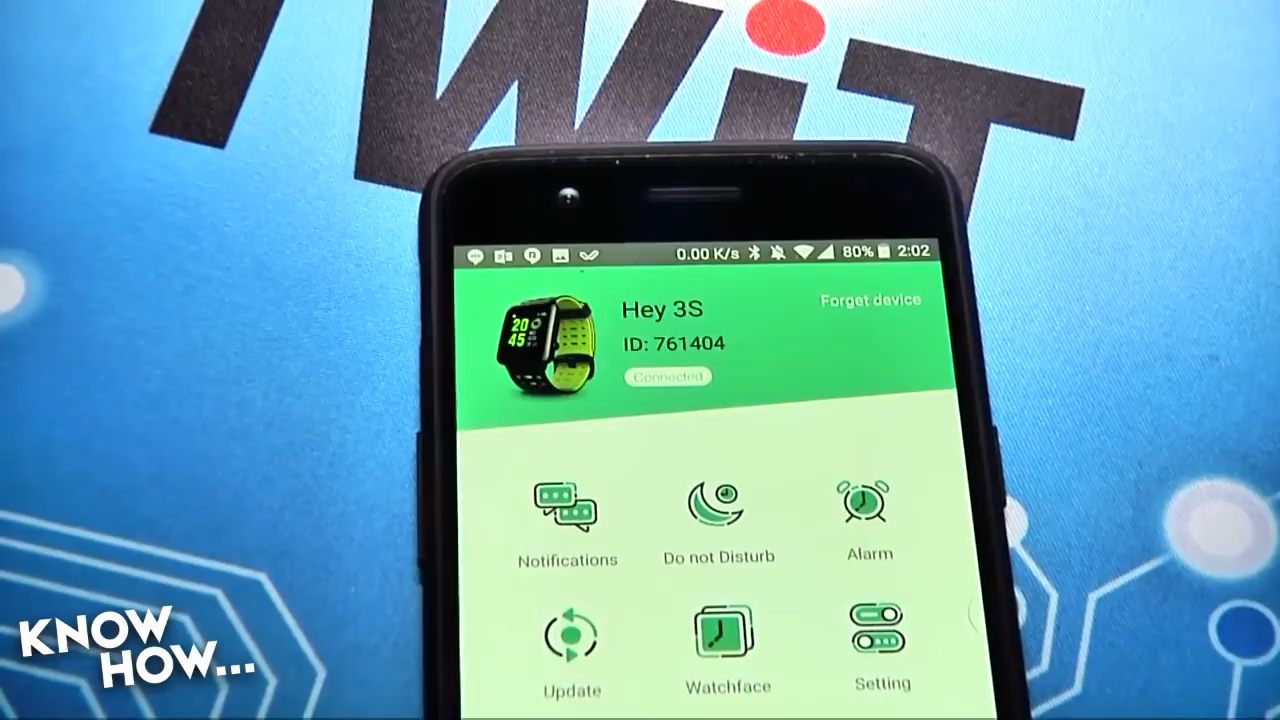 TWiT
0.00 K/s 80% 2:02
Hey 3S
Forget device
ID: 761404
Connected
20
45
Notifications
Do not Disturb
Alarm
Update
Watchface
Setting
KNOW
HOW...